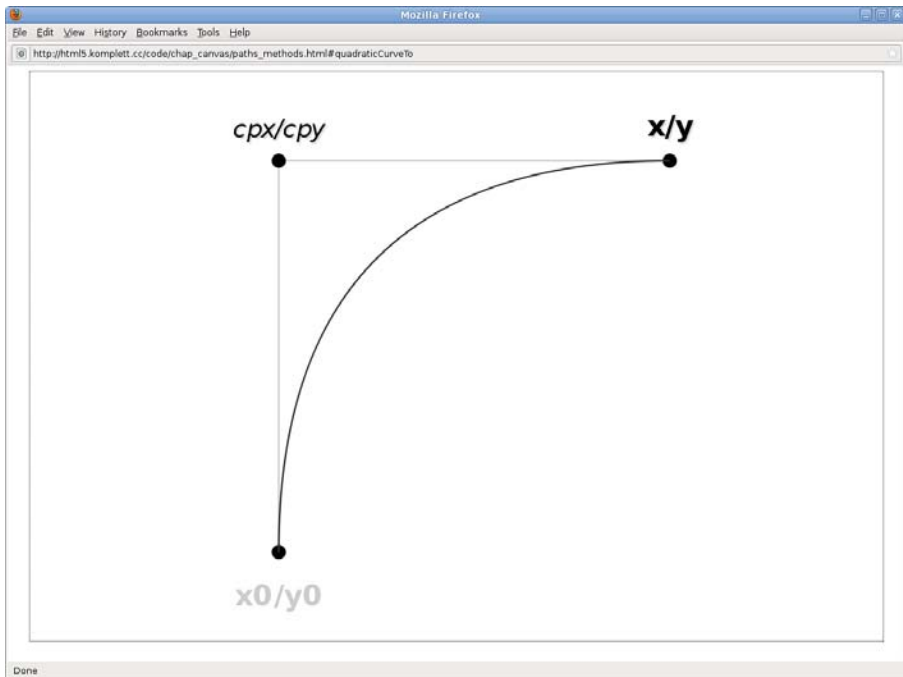 Mozilla Firefox
File Edit View History Bookmarks Tools Help
http://html5.komplett.cc/code/chap_canvas/paths_methods.html#quadraticCurveTo
cpx/cpy
x/y
x0/y0
Done